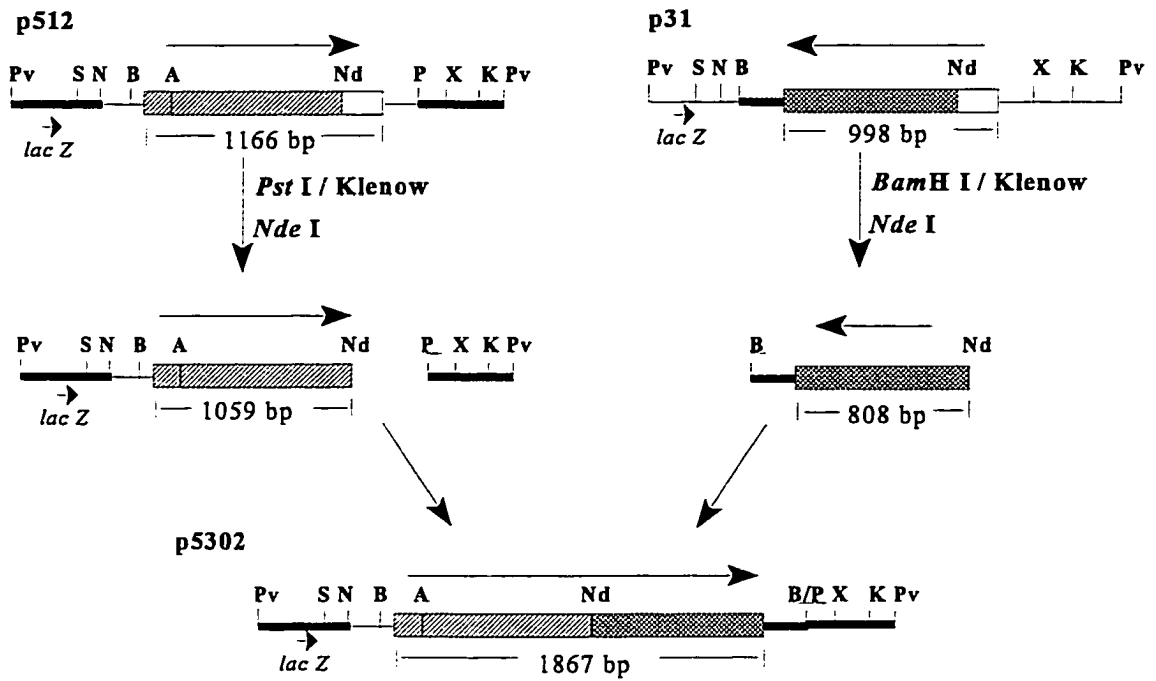 p512
p31
Pv S N B A Nd P X K Pv
Pv S N B Nd X K Pv
lac Z
1166 bp
lac Z
998 bp
Pst I / Klenow
Nde I
BamH I / Klenow
Nde I
Pv S N B A Nd P X K Pv
B Nd
lac Z
1059 bp
808 bp
p5302
Pv S N B A Nd B/P X K Pv
lac Z
1867 bp